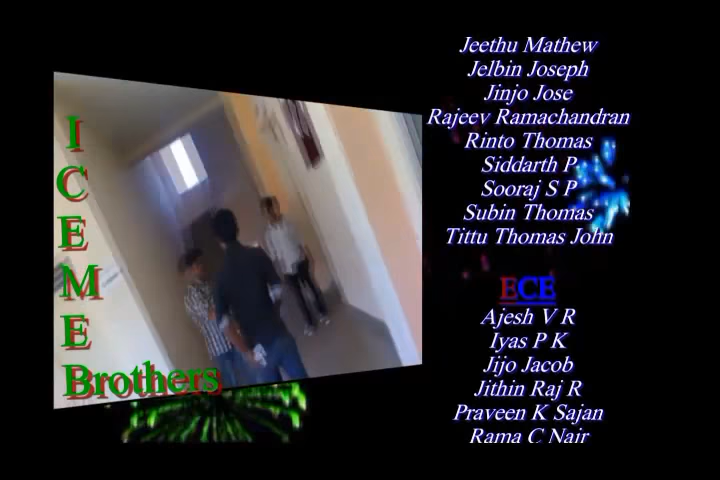 I
C
E
M
E
Brothers
Jeethu Mathew
Jelbin Joseph
Jinjo Jose
Rajeev Ramachandran
Rinto Thomas
Siddarth P
Sooraj S P
Subin Thomas
Tittu Thomas John
ECE
Ajesh V R
Iyas P K
Jijo Jacob
Jithin Raj R
Praveen K Sajan
Rama C Nair